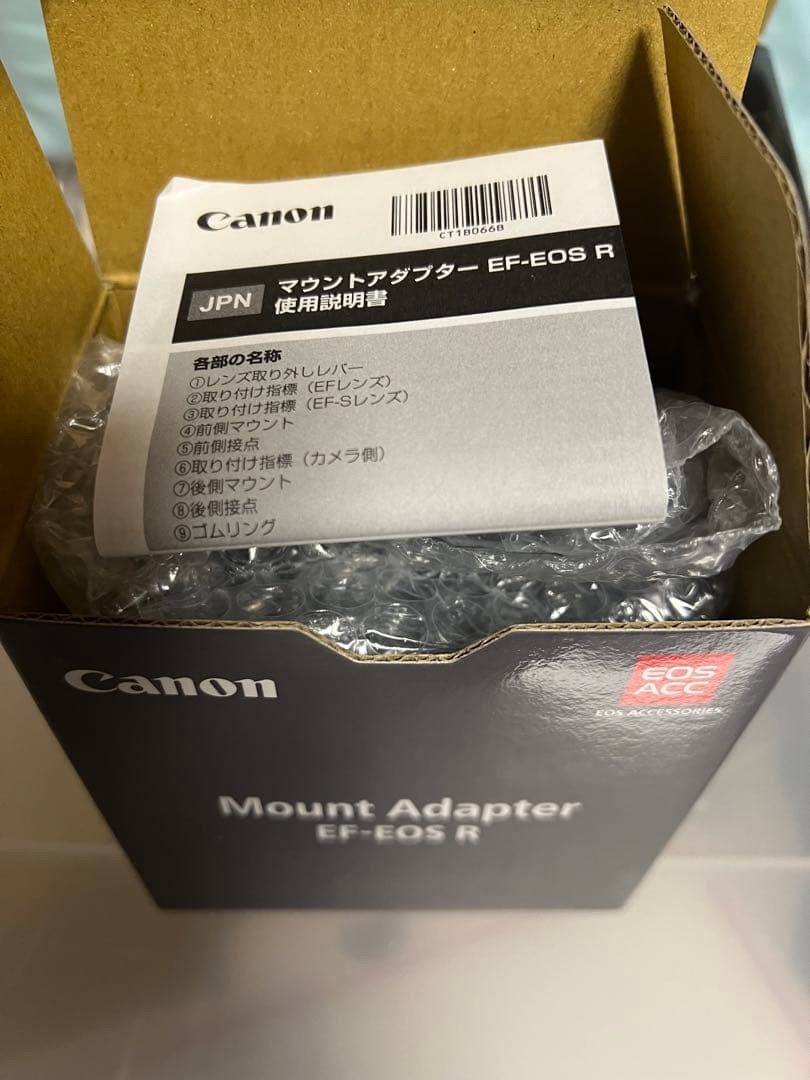 Canon
CT1B066B
JPN
マウントアダプター EF-EOS R
使用説明書
各部の名称
①レンズ取り外しレバー
②取り付け指標（EFレンズ）
③取り付け指標（EF-Sレンズ）
④前側マウント
⑤前側接点
⑥取り付け指標（カメラ側）
⑦後側マウント
⑧後側接点
⑨ゴムリング
Canon
EOS
ACC
EOS ACCESSORIES
Mount Adapter
EF-EOS R